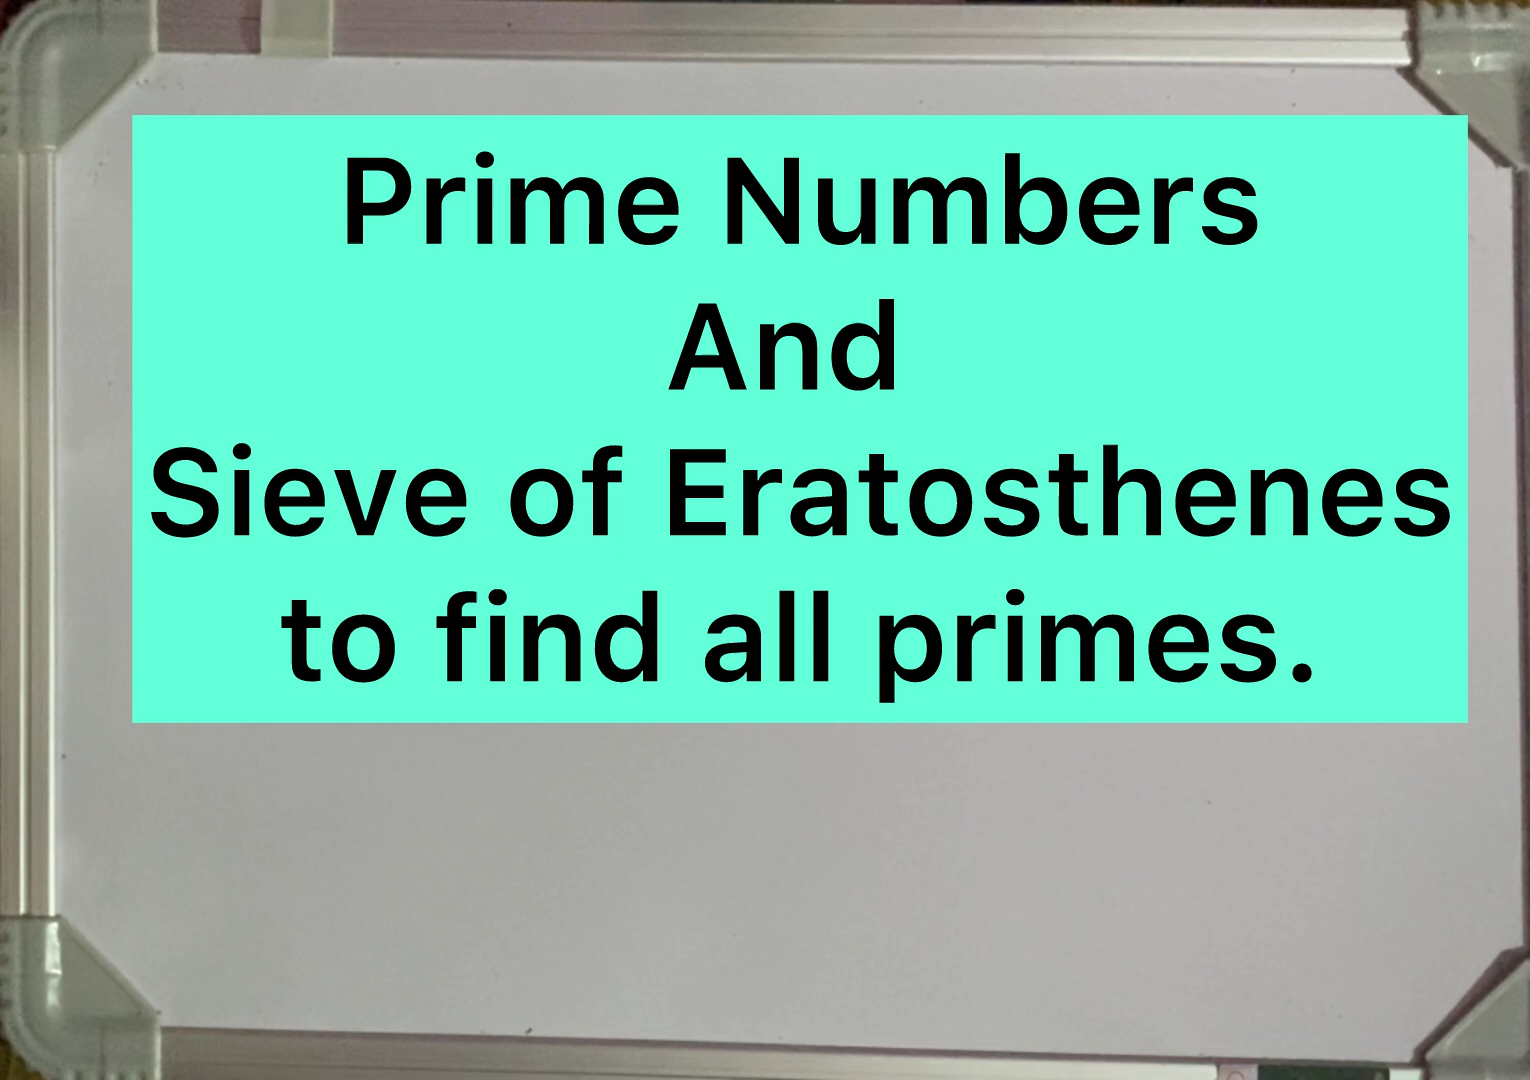 Prime Numbers
And
Sieve of Eratosthenes
to find all primes.